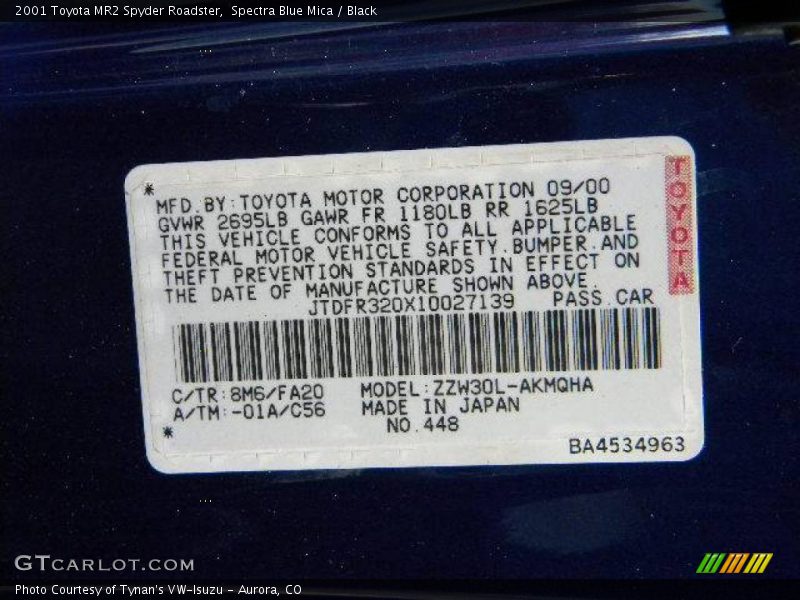 2001 Toyota MR2 Spyder Roadster, Spectra Blue Mica / Black
* MFD.BY:TOYOTA MOTOR CORPORATION 09/00
GVWR 2695LB GAWR FR 1180LB RR 1625LB
THIS VEHICLE CONFORMS TO ALL APPLICABLE
FEDERAL MOTOR VEHICLE SAFETY.BUMPER.AND
THEFT PREVENTION STANDARDS IN EFFECT ON
THE DATE OF MANUFACTURE SHOWN ABOVE.
JTDFR320X10027139 PASS.CAR
TOYOTA
C/TR:8M6/FA20 MODEL:ZZW30L-AKMQHA
A/TM:-01A/C56 MADE IN JAPAN
* NO.448
BA4534963
GTCARLOT.COM
Photo Courtesy of Tynan's VW-Isuzu - Aurora, CO